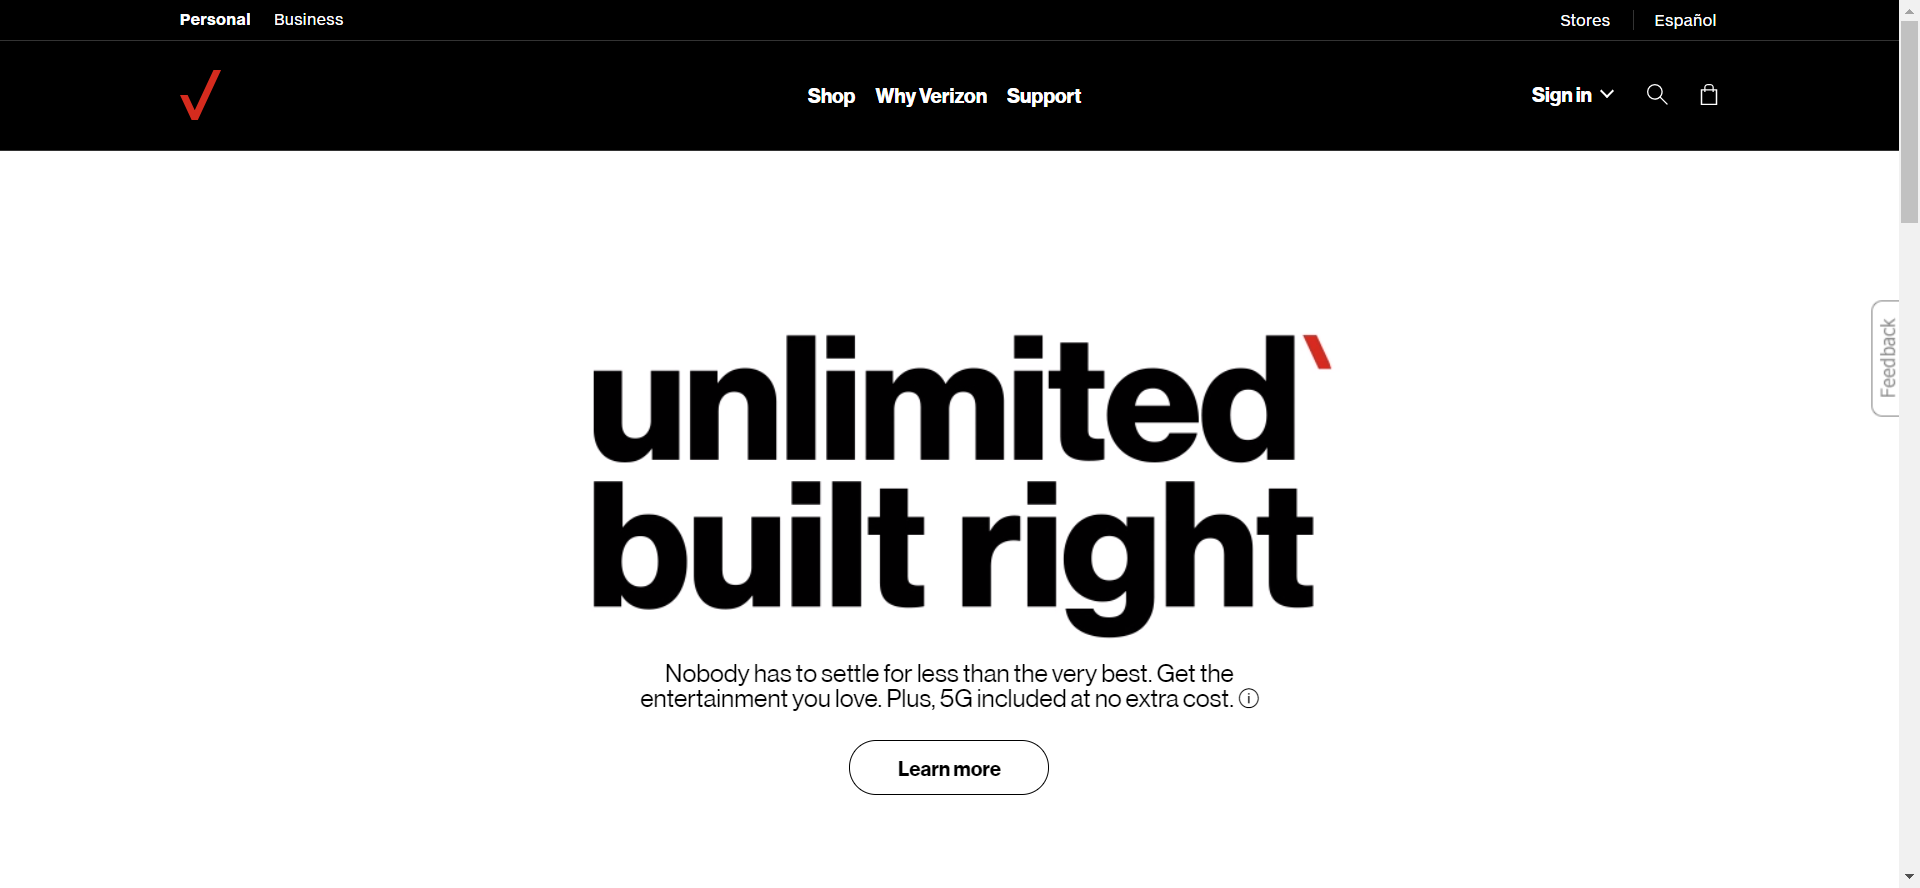 Personal Business Stores Español
Shop Why Verizon Support Sign in
Feedback
unlimited
built right
Nobody has to settle for less than the very best. Get the
entertainment you love. Plus, 5G included at no extra cost. ⓘ
Learn more